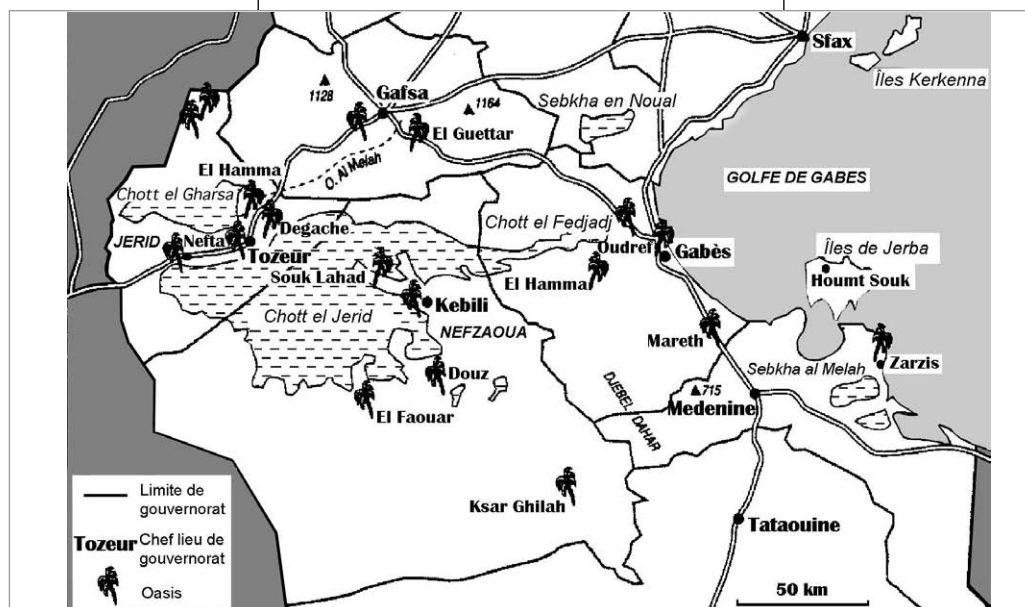 Sfax
Îles Kerkenna
1128
1164
Gafsa
Sebkha en Noual
El Guettar
O. Al Melah
El Hamma
Chott el Gharsa
GOLFE DE GABES
Degache
Chott el Fedjadj
JERID
Nefta
Tozeur
Oudref
Gabès
Îles de Jerba
Souk Lahad
El Hamma
Houmt Souk
Kebili
Chott el Jerid
NEFZAOUA
Mareth
Zarzis
Sebkha al Melah
Douz
715
DJEBEL DAHAR
Medenine
El Faouar
Ksar Ghilah
Tataouine
Limite de
gouvernorat
Tozeur Chef lieu de
gouvernorat
Oasis
50 km